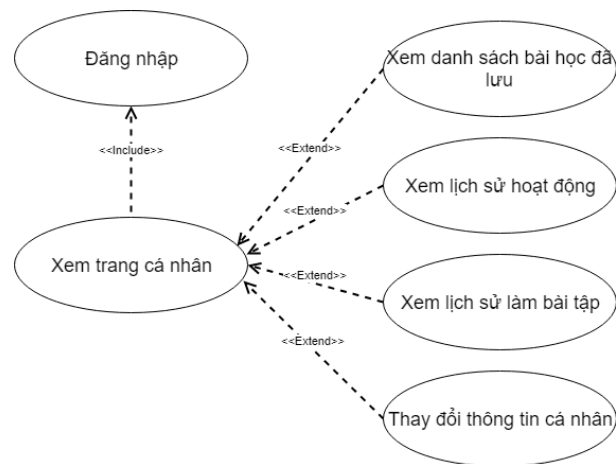 Đăng nhập
Xem danh sách bài học đã
lưu
<<Include>>
<<Extend>>
Xem lịch sử hoạt động
<<Extend>>
Xem trang cá nhân
<<Extend>>
Xem lịch sử làm bài tập
<<Extend>>
Thay đổi thông tin cá nhân